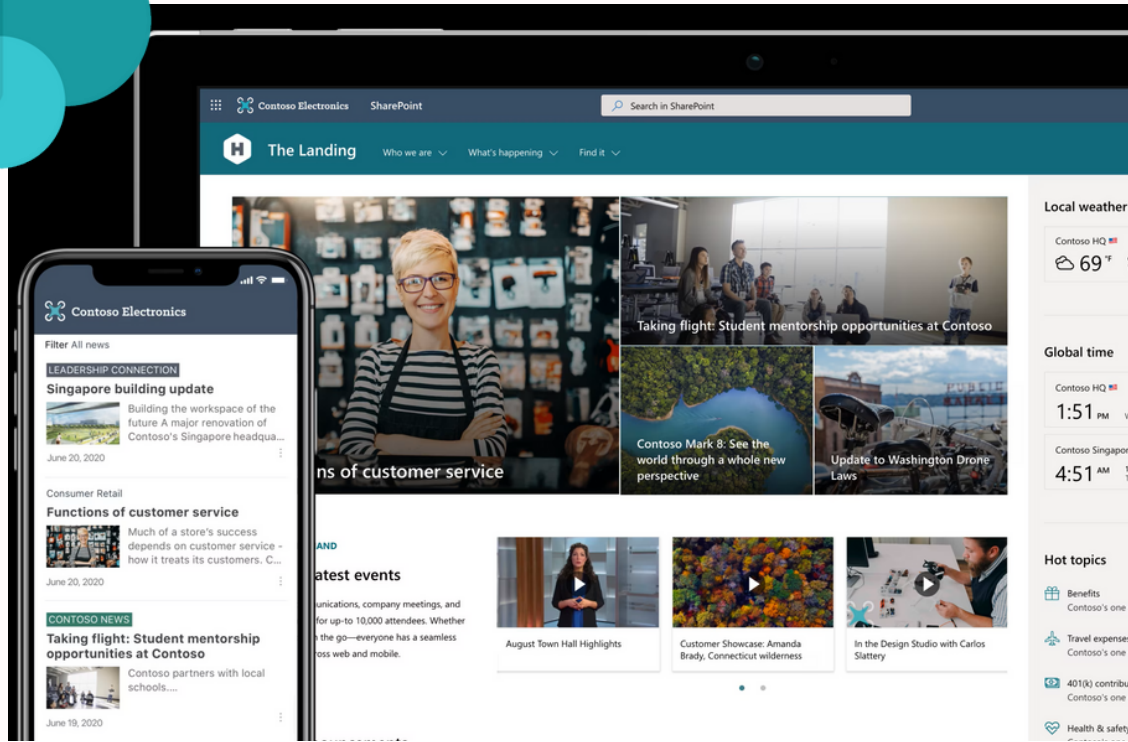 Contoso Electronics
SharePoint
Search in SharePoint
H
The Landing
Who we are
What's happening
Find it
ns of customer service
Taking flight: Student mentorship opportunities at Contoso
Contoso Mark 8: See the
world through a whole new
perspective
PUBLIC
MARKET
Update to Washington Drone
Laws
Local weather
Contoso HQ
69 °F
Global time
Contoso HQ
1:51 PM
Contoso Singapor
4:51 AM
Hot topics
Benefits
Contoso's one
Travel expenses
Contoso's one
401(k) contribu
Contoso's one
Health & safety
AND
atest events
unications, company meetings, and
for up-to 10,000 attendees. Whether
the go—everyone has a seamless
ross web and mobile.
August Town Hall Highlights
Customer Showcase: Amanda
Brady, Connecticut wilderness
In the Design Studio with Carlos
Slattery
Contoso Electronics
Filter All news
LEADERSHIP CONNECTION
Singapore building update
Building the workspace of the
future A major renovation of
Contoso's Singapore headqua...
June 20, 2020
Consumer Retail
Functions of customer service
Much of a store's success
depends on customer service -
how it treats its customers. C...
June 20, 2020
CONTOSO NEWS
Taking flight: Student mentorship
opportunities at Contoso
Contoso partners with local
schools....
June 19, 2020